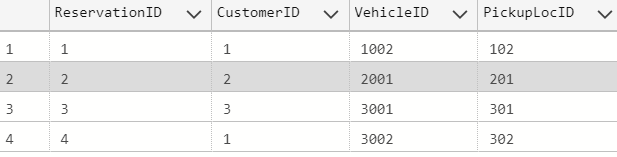 ReservationID CustomerID VehicleID PickupLocID
1 1 1 1002 102
2 2 2 2001 201
3 3 3 3001 301
4 4 1 3002 302